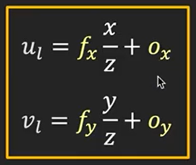 u_l = f_x x/z + o_x
v_l = f_y y/z + o_y